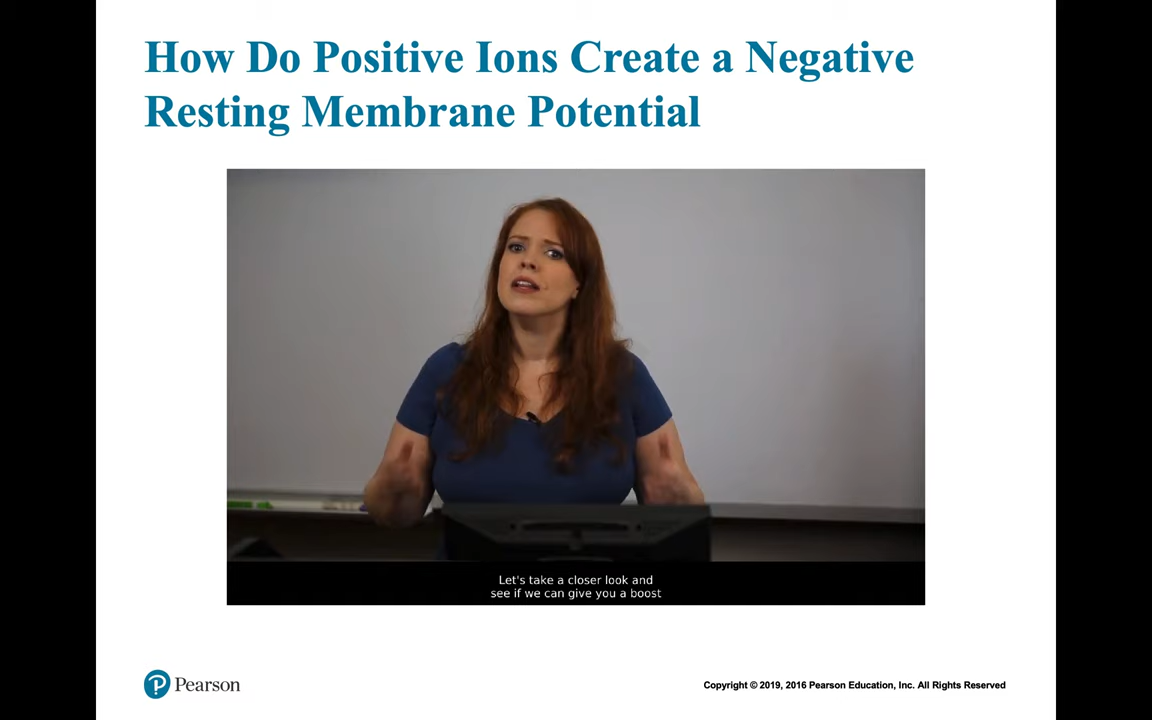 How Do Positive Ions Create a Negative
Resting Membrane Potential
Let's take a closer look and
see if we can give you a boost
Pearson
Copyright © 2019, 2016 Pearson Education, Inc. All Rights Reserved